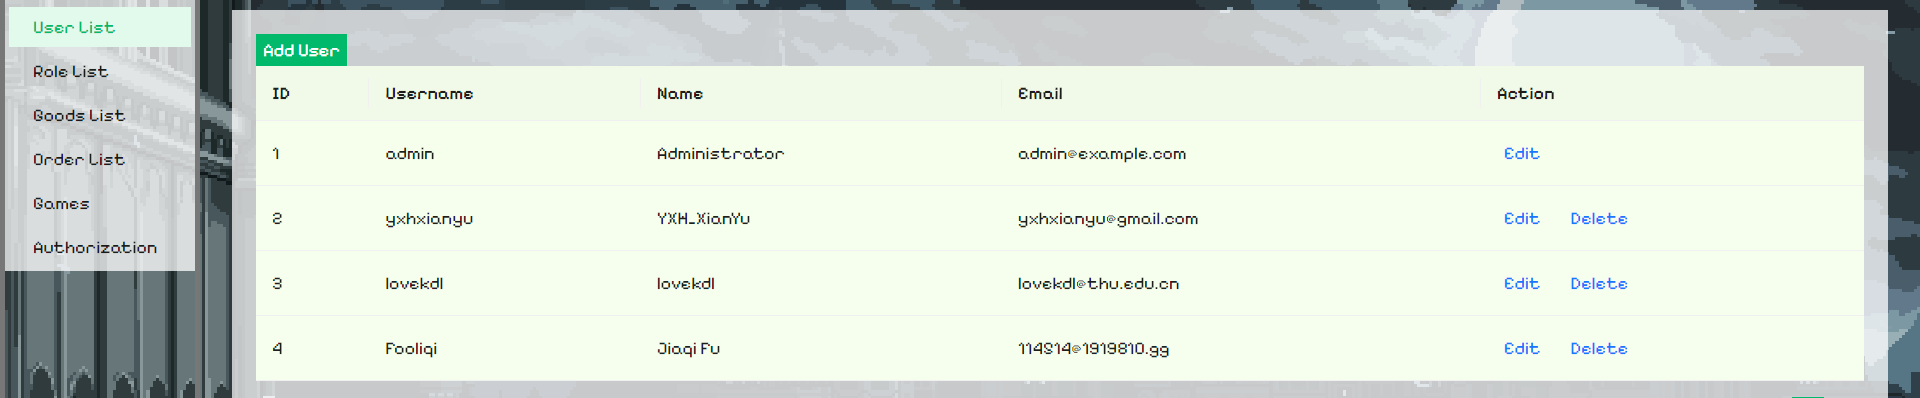 User List
Role List
Goods List
Order List
Games
Authorization
Add User
ID Username Name Email Action
1 admin Administrator admin@example.com Edit
2 yxhxianyu YXH_XianYu yxhxianyu@gmail.com Edit Delete
3 lovekdl lovekdl lovekdl@thu.edu.cn Edit Delete
4 Fooliqi Jiaqi Fu 114514@1919810.gg Edit Delete